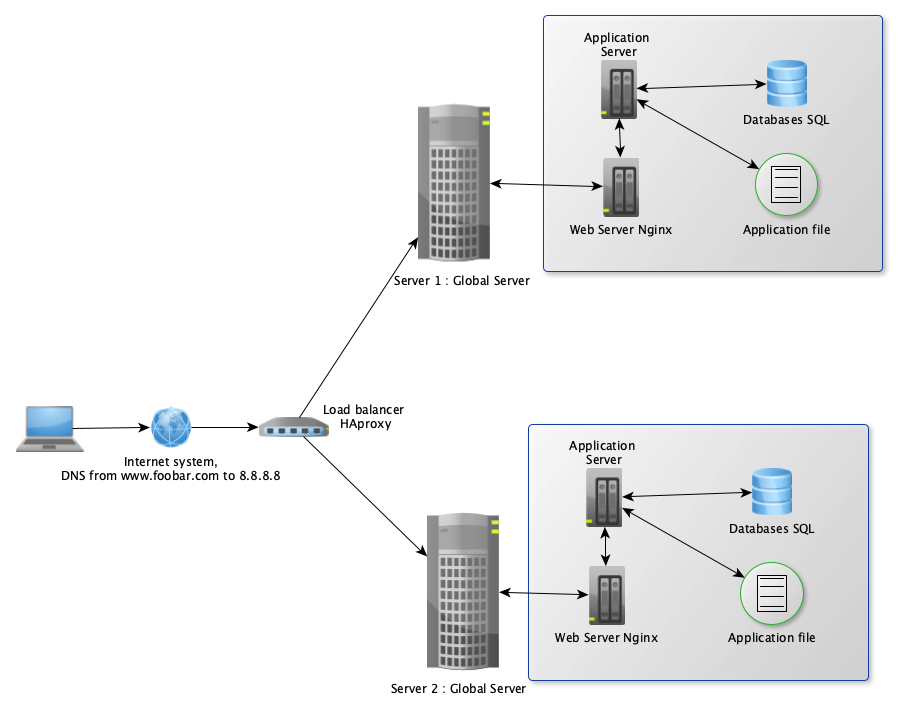 Application
Server
Databases SQL
Web Server Nginx
Application file
Server 1 : Global Server
Load balancer
HAproxy
Internet system,
DNS from www.foobar.com to 8.8.8.8
Application
Server
Databases SQL
Web Server Nginx
Application file
Server 2 : Global Server